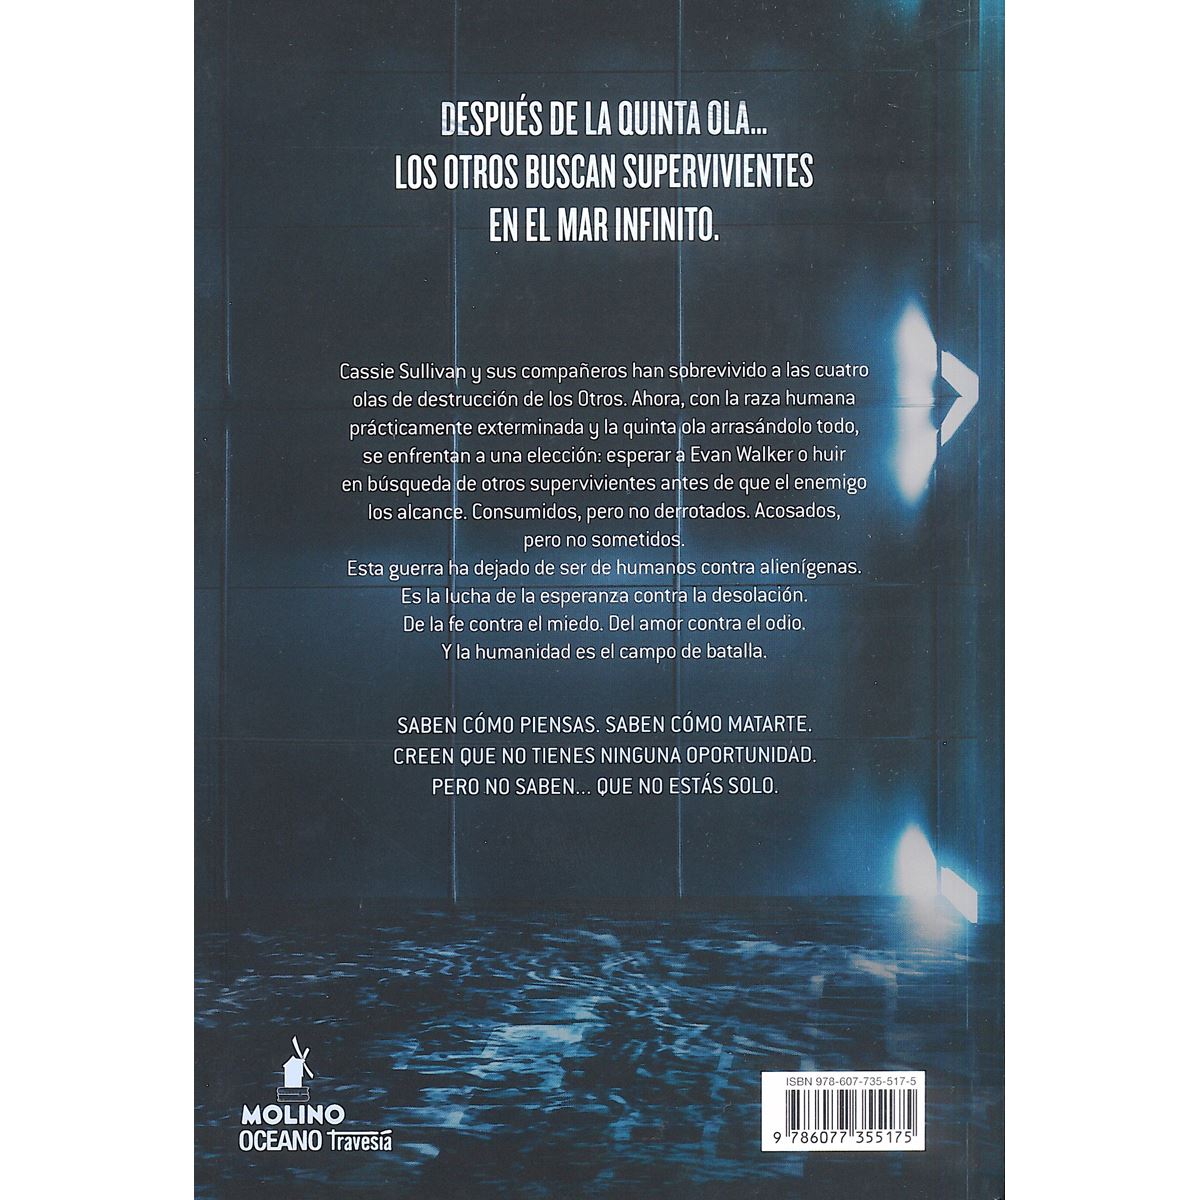 DESPUÉS DE LA QUINTA OLA...
LOS OTROS BUSCAN SUPERVIVIENTES
EN EL MAR INFINITO.
Cassie Sullivan y sus compañeros han sobrevivido a las cuatro
olas de destrucción de los Otros. Ahora, con la raza humana
prácticamente exterminada y la quinta ola arrasándolo todo,
se enfrentan a una elección: esperar a Evan Walker o huir
en búsqueda de otros supervivientes antes de que el enemigo
los alcance. Consumidos, pero no derrotados. Acosados,
pero no sometidos.
Esta guerra ha dejado de ser de humanos contra alienígenas.
Es la lucha de la esperanza contra la desolación.
De la fe contra el miedo. Del amor contra el odio.
Y la humanidad es el campo de batalla.
SABEN CÓMO PIENSAS. SABEN CÓMO MATARTE.
CREEN QUE NO TIENES NINGUNA OPORTUNIDAD.
PERO NO SABEN... QUE NO ESTÁS SOLO.
MOLINO
OCEANO Travesía
ISBN 978-607-735-517-5
9 786077 355175